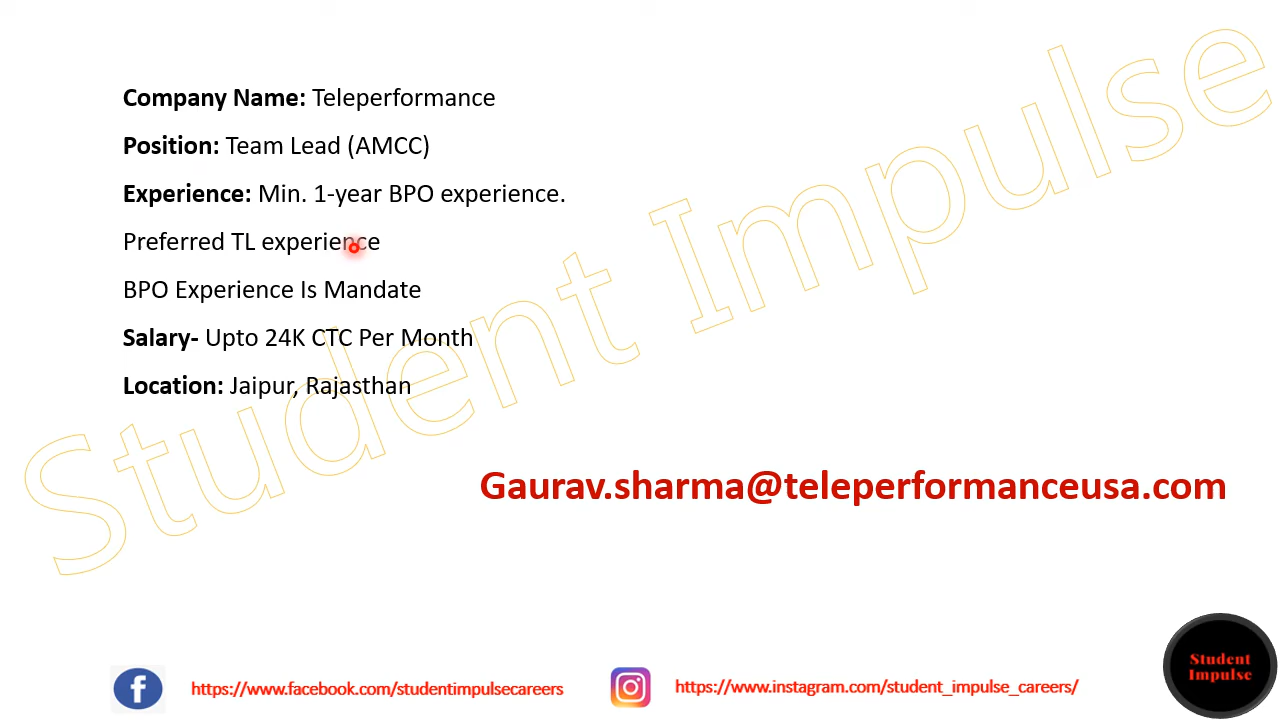 Company Name: Teleperformance
Position: Team Lead (AMCC)
Experience: Min. 1-year BPO experience.
Preferred TL experience
BPO Experience Is Mandate
Salary- Upto 24K CTC Per Month
Location: Jaipur, Rajasthan
Student Impulse
Gaurav.sharma@teleperformanceusa.com
https://www.facebook.com/studentimpulsecareers
https://www.instagram.com/student_impulse_careers/
Student
Impulse